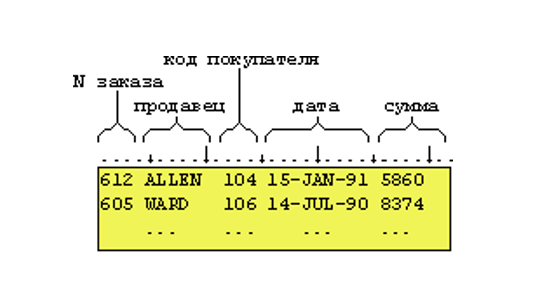 код покупателя
N заказа
продавец дата сумма
612 ALLEN 104 15-JAN-91 5860
605 WARD 106 14-JUL-90 8374
... ... ... ...